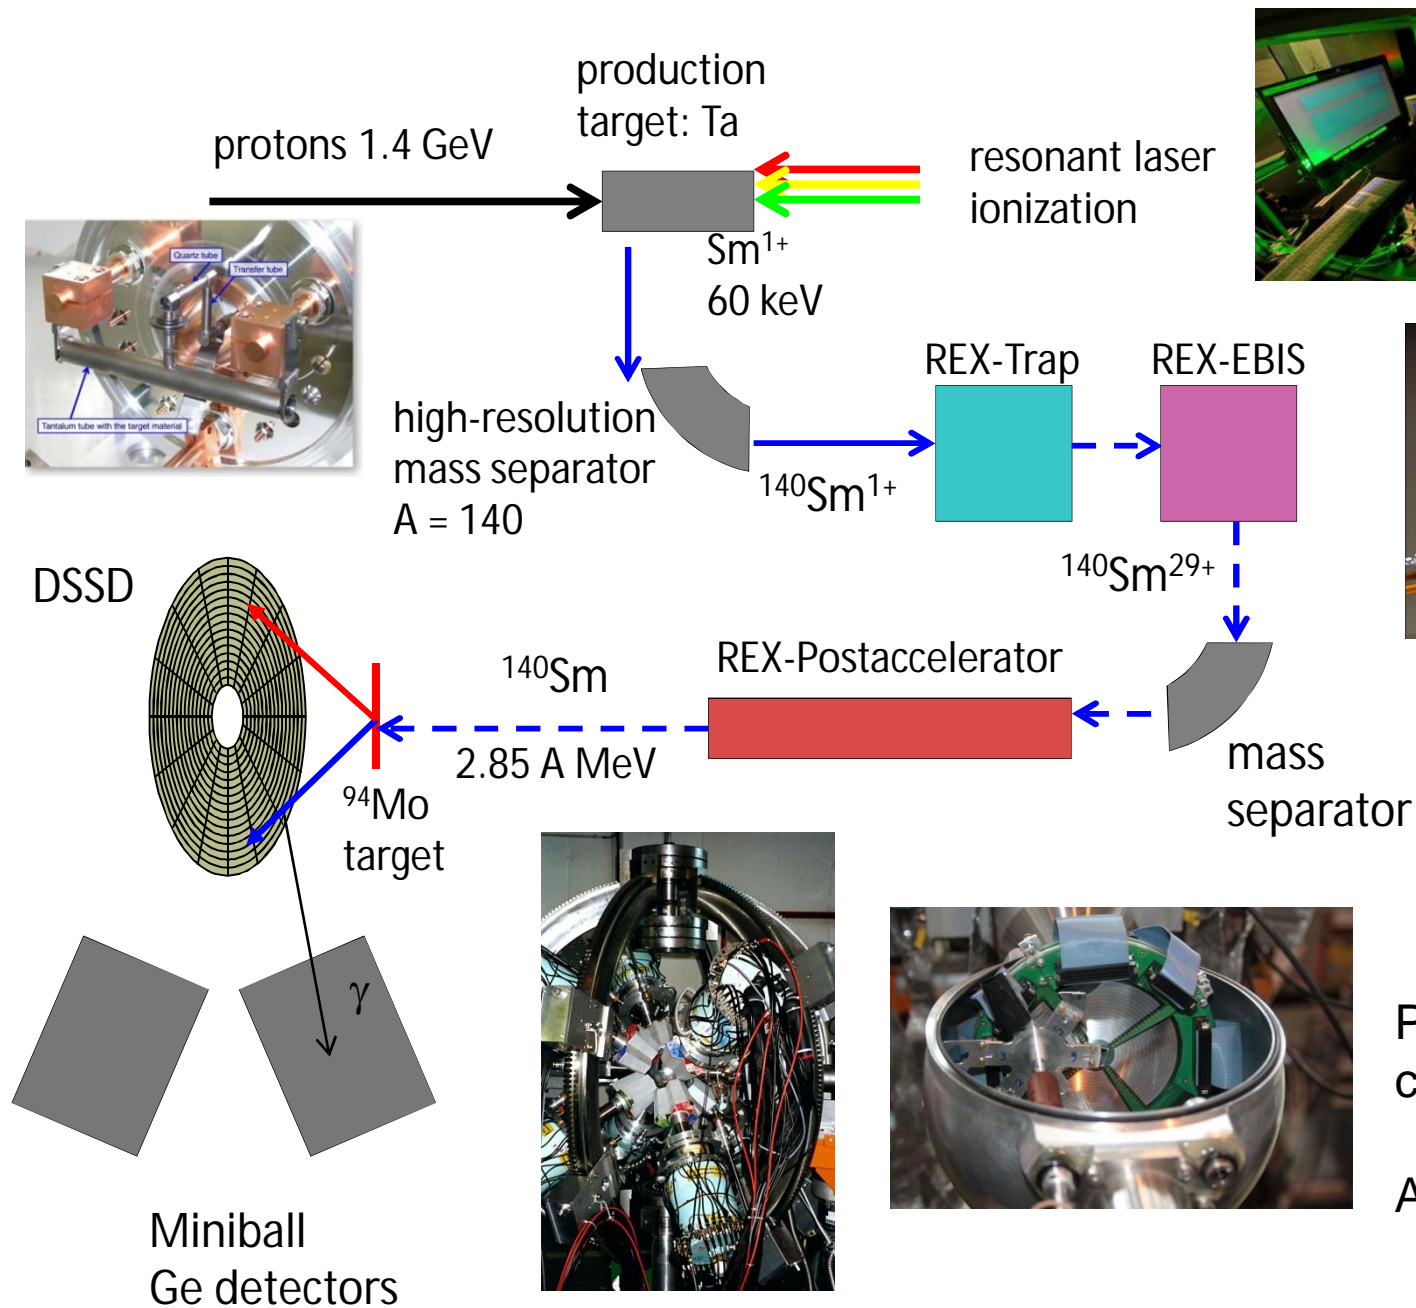 production
target: Ta
protons 1.4 GeV
resonant laser
ionization
Sm¹⁺
60 keV
Quartz tube
Transfer tube
Tantalum tube with the target material
REX-Trap
REX-EBIS
high-resolution
mass separator
A = 140
¹⁴⁰Sm¹⁺
¹⁴⁰Sm²⁹⁺
DSSD
¹⁴⁰Sm
REX-Postaccelerator
2.85 A MeV
mass
separator
⁹⁴Mo
target
γ
P
c
A
Miniball
Ge detectors